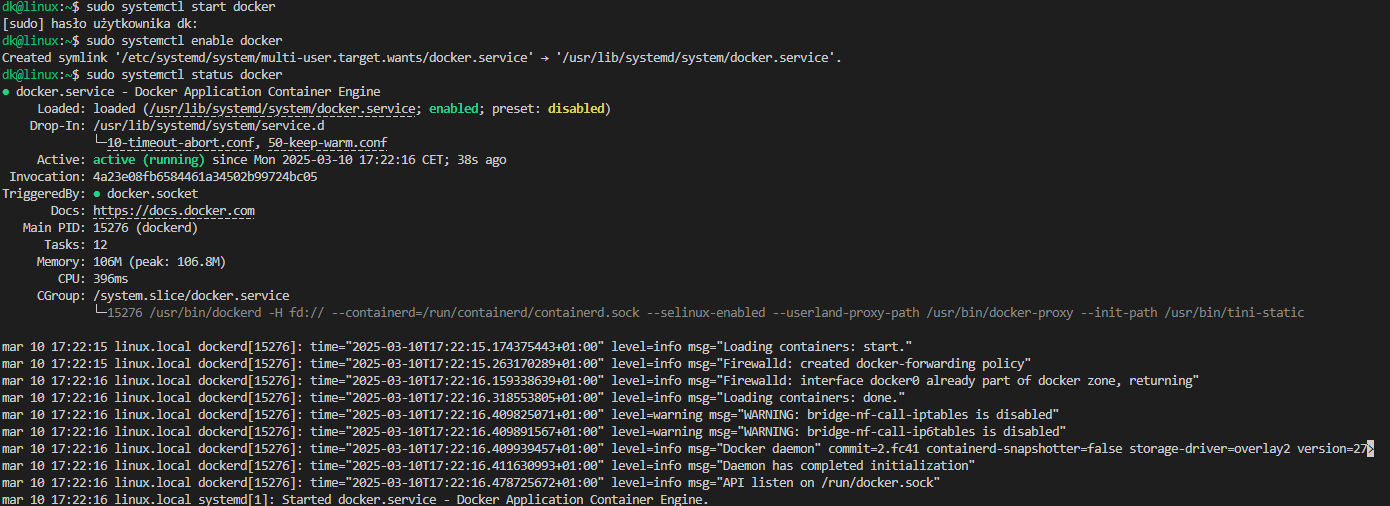 dk@linux:~$ sudo systemctl start docker
[sudo] hasło użytkownika dk:
dk@linux:~$ sudo systemctl enable docker
Created symlink '/etc/systemd/system/multi-user.target.wants/docker.service' → '/usr/lib/systemd/system/docker.service'.
dk@linux:~$ sudo systemctl status docker
● docker.service - Docker Application Container Engine
     Loaded: loaded (/usr/lib/systemd/system/docker.service; enabled; preset: disabled)
    Drop-In: /usr/lib/systemd/system/service.d
             └─10-timeout-abort.conf, 50-keep-warm.conf
     Active: active (running) since Mon 2025-03-10 17:22:16 CET; 38s ago
 Invocation: 4a23e08fb6584461a34502b99724bc05
TriggeredBy: ● docker.socket
       Docs: https://docs.docker.com
   Main PID: 15276 (dockerd)
      Tasks: 12
     Memory: 106M (peak: 106.8M)
        CPU: 396ms
     CGroup: /system.slice/docker.service
             └─15276 /usr/bin/dockerd -H fd:// --containerd=/run/containerd/containerd.sock --selinux-enabled --userland-proxy-path /usr/bin/docker-proxy --init-path /usr/bin/tini-static
mar 10 17:22:15 linux.local dockerd[15276]: time="2025-03-10T17:22:15.174375443+01:00" level=info msg="Loading containers: start."
mar 10 17:22:15 linux.local dockerd[15276]: time="2025-03-10T17:22:15.263170289+01:00" level=info msg="Firewalld: created docker-forwarding policy"
mar 10 17:22:16 linux.local dockerd[15276]: time="2025-03-10T17:22:16.159338639+01:00" level=info msg="Firewalld: interface docker0 already part of docker zone, returning"
mar 10 17:22:16 linux.local dockerd[15276]: time="2025-03-10T17:22:16.318553805+01:00" level=info msg="Loading containers: done."
mar 10 17:22:16 linux.local dockerd[15276]: time="2025-03-10T17:22:16.409825071+01:00" level=warning msg="WARNING: bridge-nf-call-iptables is disabled"
mar 10 17:22:16 linux.local dockerd[15276]: time="2025-03-10T17:22:16.409891567+01:00" level=warning msg="WARNING: bridge-nf-call-ip6tables is disabled"
mar 10 17:22:16 linux.local dockerd[15276]: time="2025-03-10T17:22:16.409939457+01:00" level=info msg="Docker daemon" commit=2.fc41 containerd-snapshotter=false storage-driver=overlay2 version=27>
mar 10 17:22:16 linux.local dockerd[15276]: time="2025-03-10T17:22:16.411630993+01:00" level=info msg="Daemon has completed initialization"
mar 10 17:22:16 linux.local dockerd[15276]: time="2025-03-10T17:22:16.478725672+01:00" level=info msg="API listen on /run/docker.sock"
mar 10 17:22:16 linux.local systemd[1]: Started docker.service - Docker Application Container Engine.